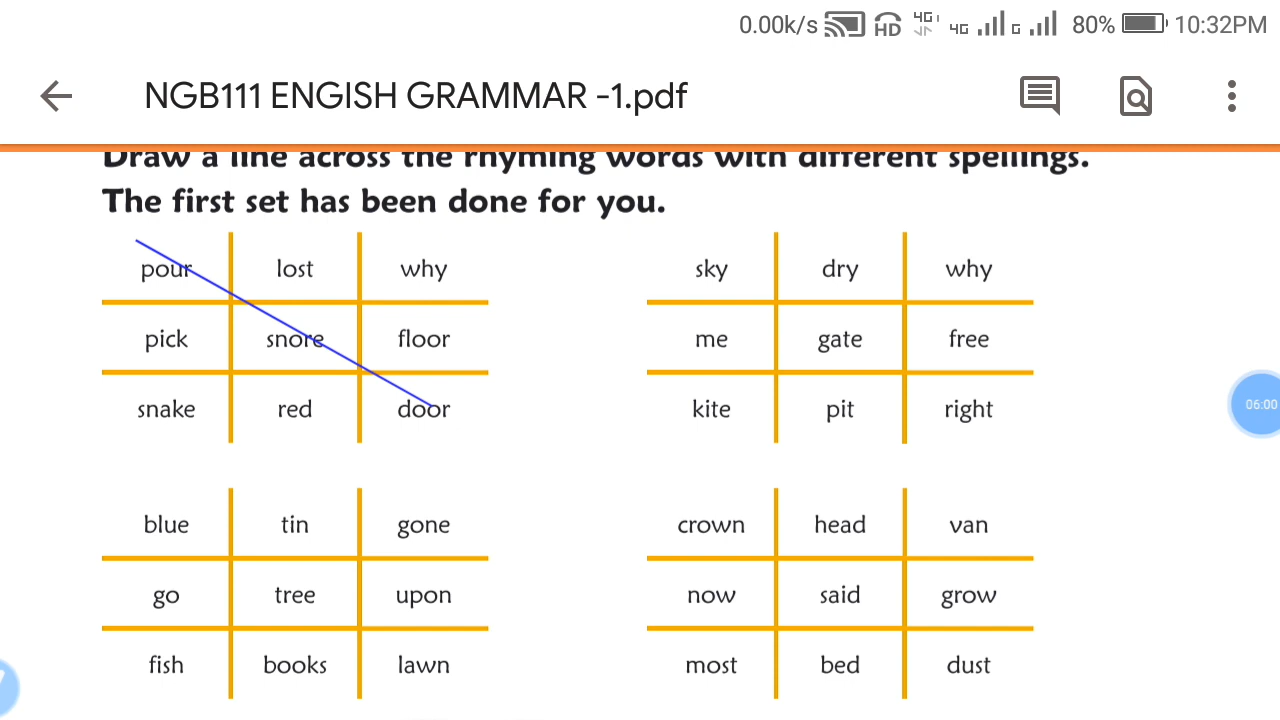 0.00k/s HD 4G 4G G 80% 10:32PM
NGB111 ENGISH GRAMMAR -1.pdf
Draw a line across the rhyming words with different spellings.
The first set has been done for you.
pour lost why
pick snore floor
snake red door
sky dry why
me gate free
kite pit right
06:00
blue tin gone
go tree upon
fish books lawn
crown head van
now said grow
most bed dust